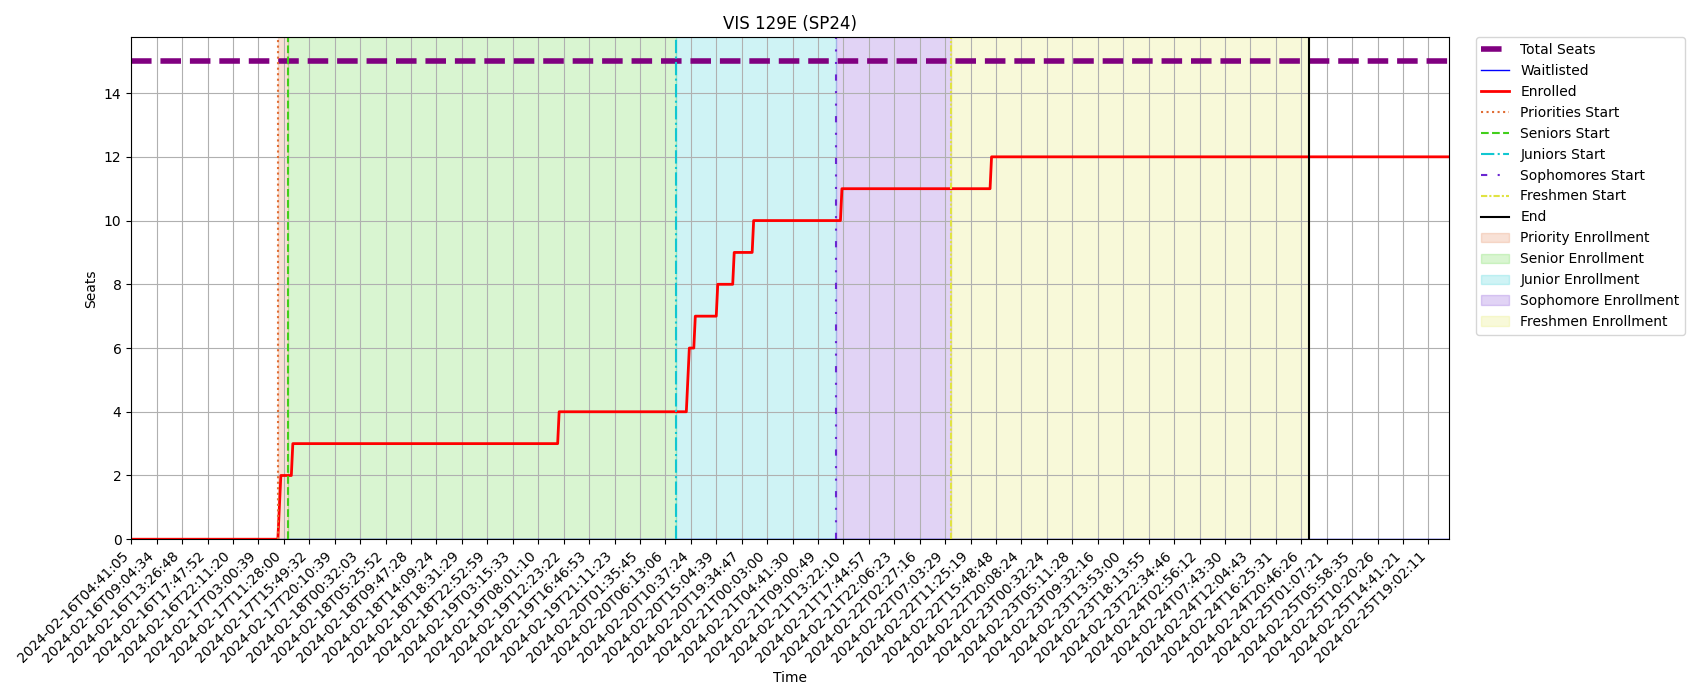 VIS 129E (SP24)
Total Seats
Waitlisted
Enrolled
Priorities Start
Seniors Start
Juniors Start
Sophomores Start
Freshmen Start
End
Priority Enrollment
Senior Enrollment
Junior Enrollment
Sophomore Enrollment
Freshmen Enrollment
Seats
14
12
10
8
6
4
2
0
2024-02-16T04:41:05
2024-02-16T09:04:34
2024-02-16T13:26:48
2024-02-16T17:47:52
2024-02-16T22:11:20
2024-02-17T03:00:39
2024-02-17T11:28:00
2024-02-17T15:49:32
2024-02-17T20:10:39
2024-02-18T00:32:03
2024-02-18T05:25:52
2024-02-18T09:47:28
2024-02-18T14:09:24
2024-02-18T18:31:29
2024-02-18T22:52:59
2024-02-19T03:15:33
2024-02-19T08:01:10
2024-02-19T12:23:22
2024-02-19T16:46:53
2024-02-19T21:11:23
2024-02-20T01:35:45
2024-02-20T06:13:06
2024-02-20T10:37:24
2024-02-20T15:04:39
2024-02-20T19:34:47
2024-02-21T00:03:00
2024-02-21T04:41:30
2024-02-21T09:00:49
2024-02-21T13:22:10
2024-02-21T17:44:57
2024-02-21T22:06:23
2024-02-22T02:27:16
2024-02-22T07:03:29
2024-02-22T11:25:19
2024-02-22T15:48:48
2024-02-22T20:08:24
2024-02-23T00:32:24
2024-02-23T05:11:28
2024-02-23T09:32:16
2024-02-23T13:53:00
2024-02-23T18:13:55
2024-02-23T22:34:46
2024-02-24T02:56:12
2024-02-24T07:43:30
2024-02-24T12:04:43
2024-02-24T16:25:31
2024-02-24T20:46:26
2024-02-25T01:07:21
2024-02-25T05:58:35
2024-02-25T10:20:26
2024-02-25T14:41:21
2024-02-25T19:02:11
Time